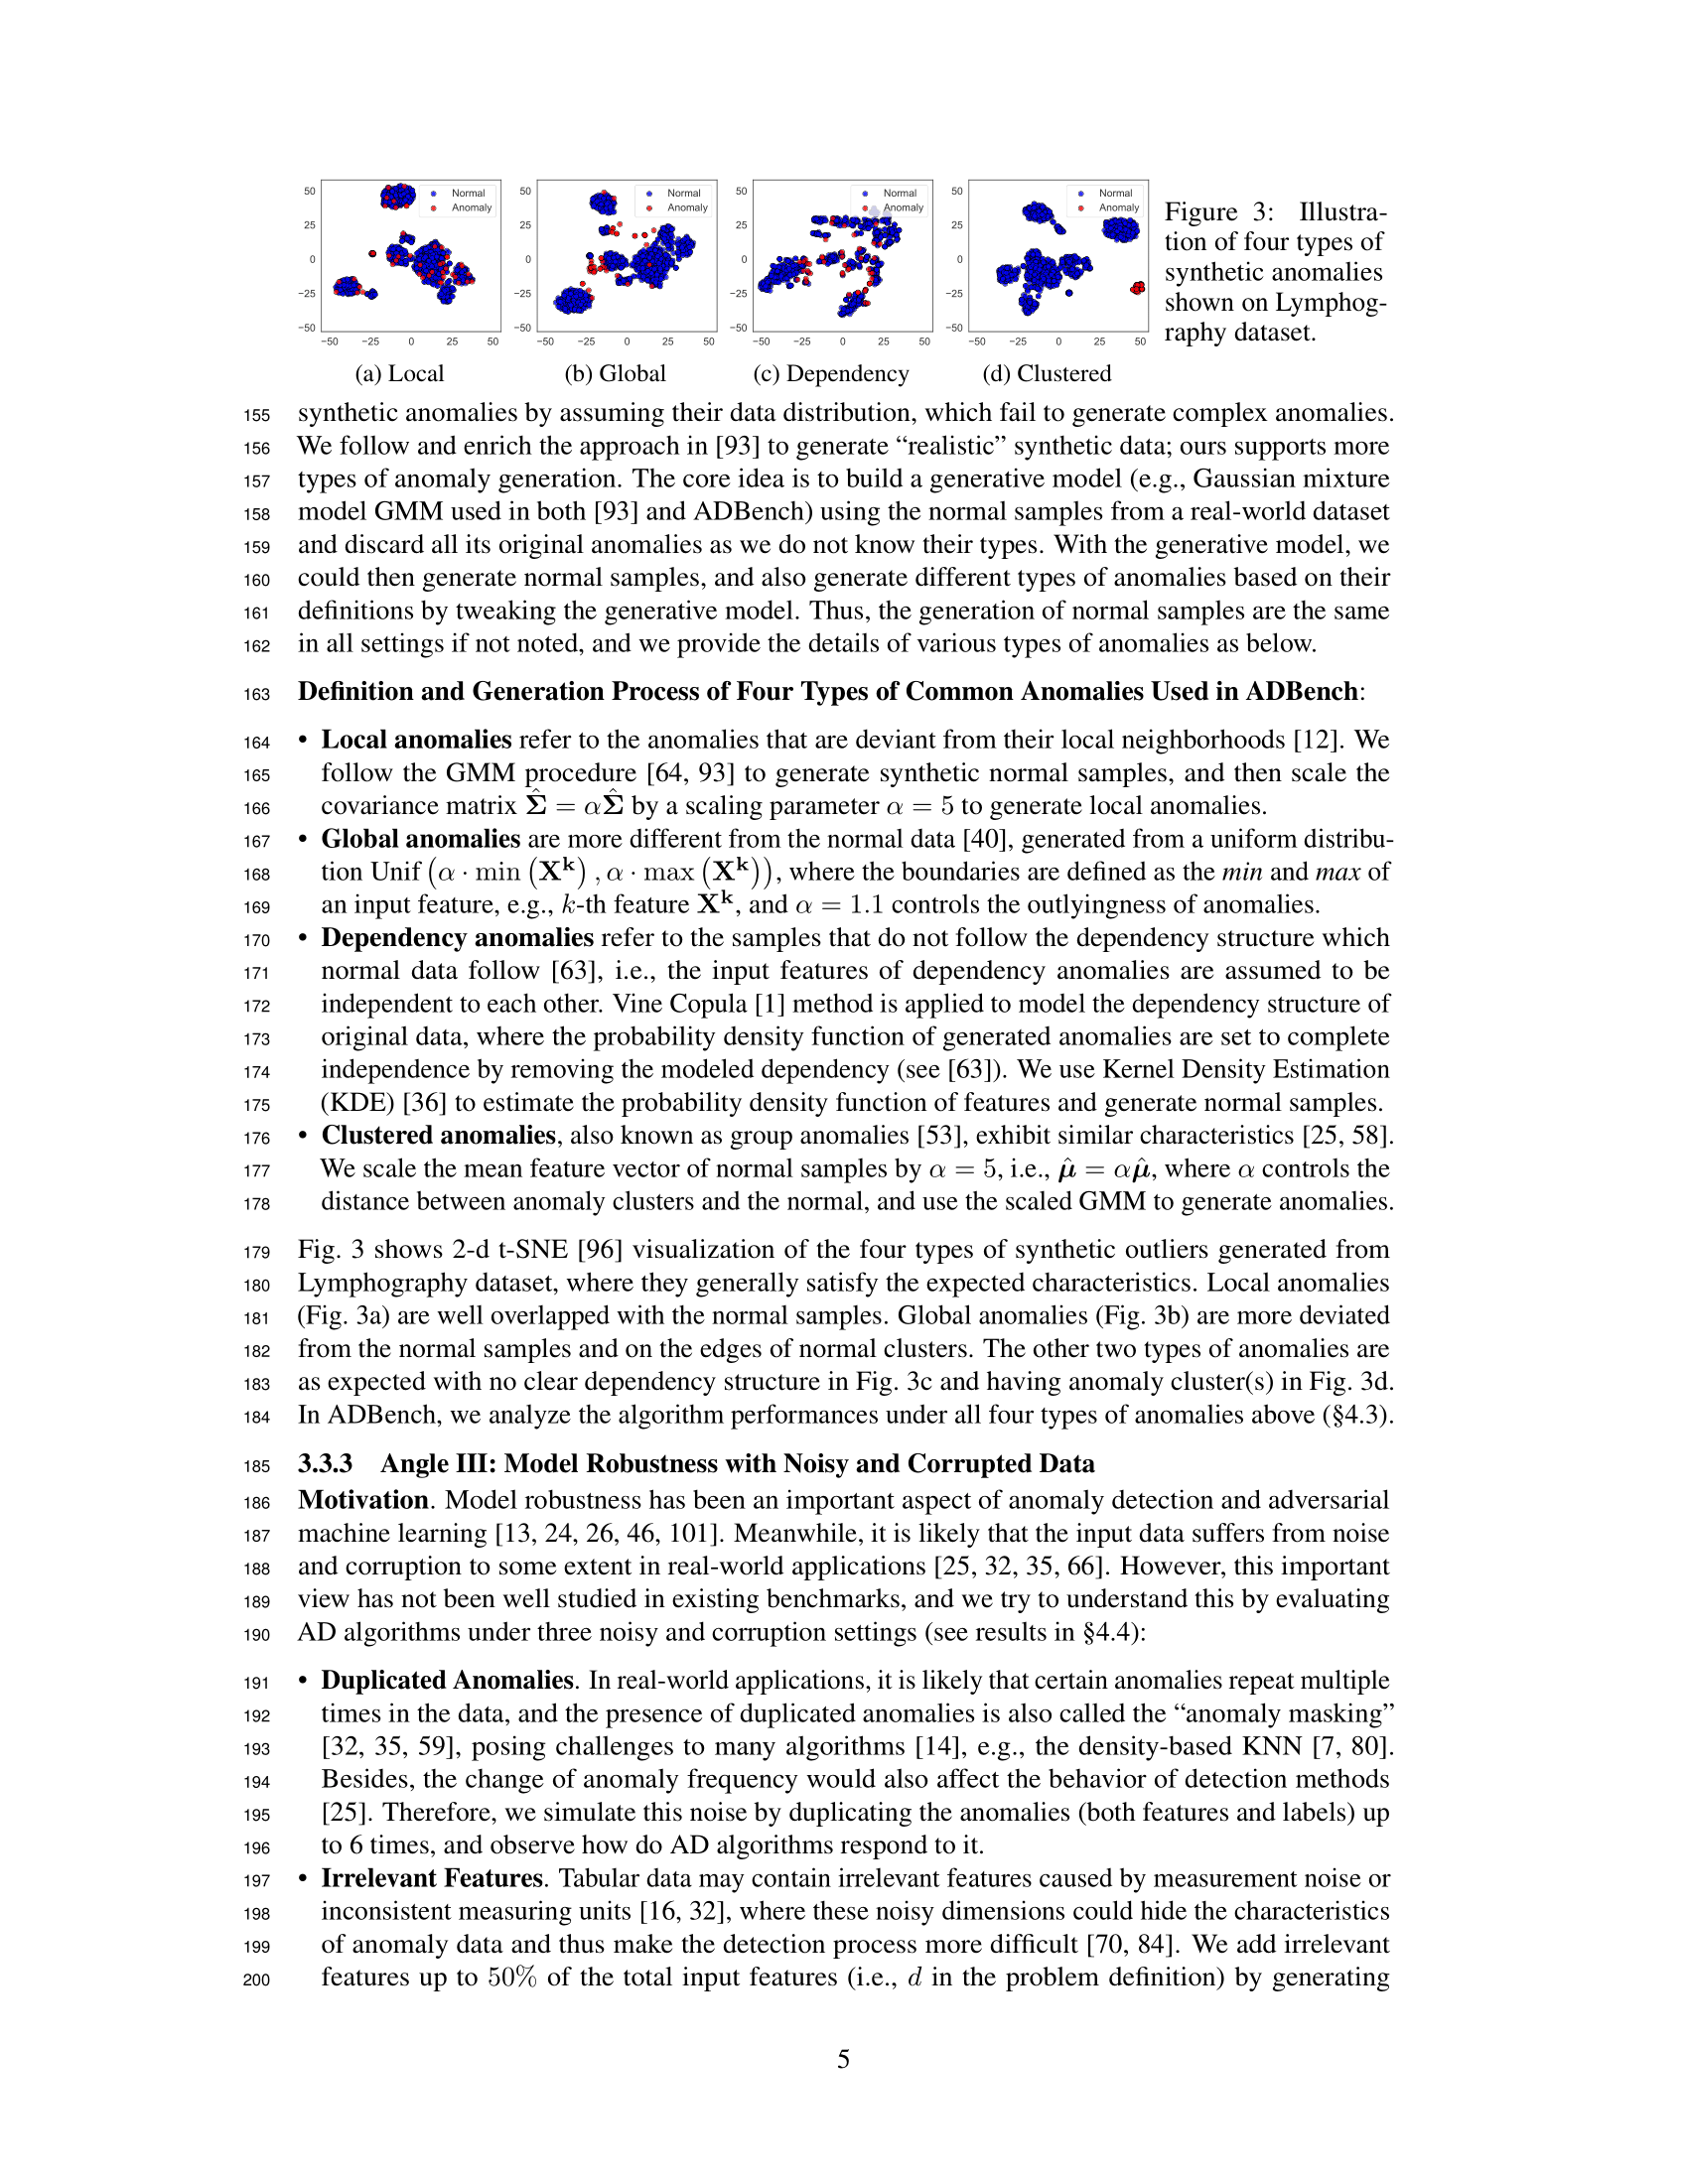 50
25
0
−25
−50
−50
−25
0
25
50
Normal
Anomaly
(a) Local
50
25
0
−25
−50
−50
−25
0
25
50
Normal
Anomaly
(b) Global
50
25
0
−25
−50
−50
−25
0
25
50
Normal
Anomaly
(c) Dependency
50
25
0
−25
−50
−50
−25
0
25
50
Normal
Anomaly
(d) Clustered
Figure 3: Illustra-
tion of four types of
synthetic anomalies
shown on Lymphog-
raphy dataset.
155 synthetic anomalies by assuming their data distribution, which fail to generate complex anomalies.
156 We follow and enrich the approach in [93] to generate “realistic” synthetic data; ours supports more
157 types of anomaly generation. The core idea is to build a generative model (e.g., Gaussian mixture
158 model GMM used in both [93] and ADBench) using the normal samples from a real-world dataset
159 and discard all its original anomalies as we do not know their types. With the generative model, we
160 could then generate normal samples, and also generate different types of anomalies based on their
161 definitions by tweaking the generative model. Thus, the generation of normal samples are the same
162 in all settings if not noted, and we provide the details of various types of anomalies as below.
163 Definition and Generation Process of Four Types of Common Anomalies Used in ADBench:
164 • Local anomalies refer to the anomalies that are deviant from their local neighborhoods [12]. We
165 follow the GMM procedure [64, 93] to generate synthetic normal samples, and then scale the
166 covariance matrix Σ̂ = αΣ̂ by a scaling parameter α = 5 to generate local anomalies.
167 • Global anomalies are more different from the normal data [40], generated from a uniform distribu-
168 tion Unif (α · min (Xᵏ) , α · max (Xᵏ)), where the boundaries are defined as the min and max of
169 an input feature, e.g., k-th feature Xᵏ, and α = 1.1 controls the outlyingness of anomalies.
170 • Dependency anomalies refer to the samples that do not follow the dependency structure which
171 normal data follow [63], i.e., the input features of dependency anomalies are assumed to be
172 independent to each other. Vine Copula [1] method is applied to model the dependency structure of
173 original data, where the probability density function of generated anomalies are set to complete
174 independence by removing the modeled dependency (see [63]). We use Kernel Density Estimation
175 (KDE) [36] to estimate the probability density function of features and generate normal samples.
176 • Clustered anomalies, also known as group anomalies [53], exhibit similar characteristics [25, 58].
177 We scale the mean feature vector of normal samples by α = 5, i.e., μ̂ = αμ̂, where α controls the
178 distance between anomaly clusters and the normal, and use the scaled GMM to generate anomalies.
179 Fig. 3 shows 2-d t-SNE [96] visualization of the four types of synthetic outliers generated from
180 Lymphography dataset, where they generally satisfy the expected characteristics. Local anomalies
181 (Fig. 3a) are well overlapped with the normal samples. Global anomalies (Fig. 3b) are more deviated
182 from the normal samples and on the edges of normal clusters. The other two types of anomalies are
183 as expected with no clear dependency structure in Fig. 3c and having anomaly cluster(s) in Fig. 3d.
184 In ADBench, we analyze the algorithm performances under all four types of anomalies above (§4.3).
185 3.3.3 Angle III: Model Robustness with Noisy and Corrupted Data
186 Motivation. Model robustness has been an important aspect of anomaly detection and adversarial
187 machine learning [13, 24, 26, 46, 101]. Meanwhile, it is likely that the input data suffers from noise
188 and corruption to some extent in real-world applications [25, 32, 35, 66]. However, this important
189 view has not been well studied in existing benchmarks, and we try to understand this by evaluating
190 AD algorithms under three noisy and corruption settings (see results in §4.4):
191 • Duplicated Anomalies. In real-world applications, it is likely that certain anomalies repeat multiple
192 times in the data, and the presence of duplicated anomalies is also called the “anomaly masking”
193 [32, 35, 59], posing challenges to many algorithms [14], e.g., the density-based KNN [7, 80].
194 Besides, the change of anomaly frequency would also affect the behavior of detection methods
195 [25]. Therefore, we simulate this noise by duplicating the anomalies (both features and labels) up
196 to 6 times, and observe how do AD algorithms respond to it.
197 • Irrelevant Features. Tabular data may contain irrelevant features caused by measurement noise or
198 inconsistent measuring units [16, 32], where these noisy dimensions could hide the characteristics
199 of anomaly data and thus make the detection process more difficult [70, 84]. We add irrelevant
200 features up to 50% of the total input features (i.e., d in the problem definition) by generating
5